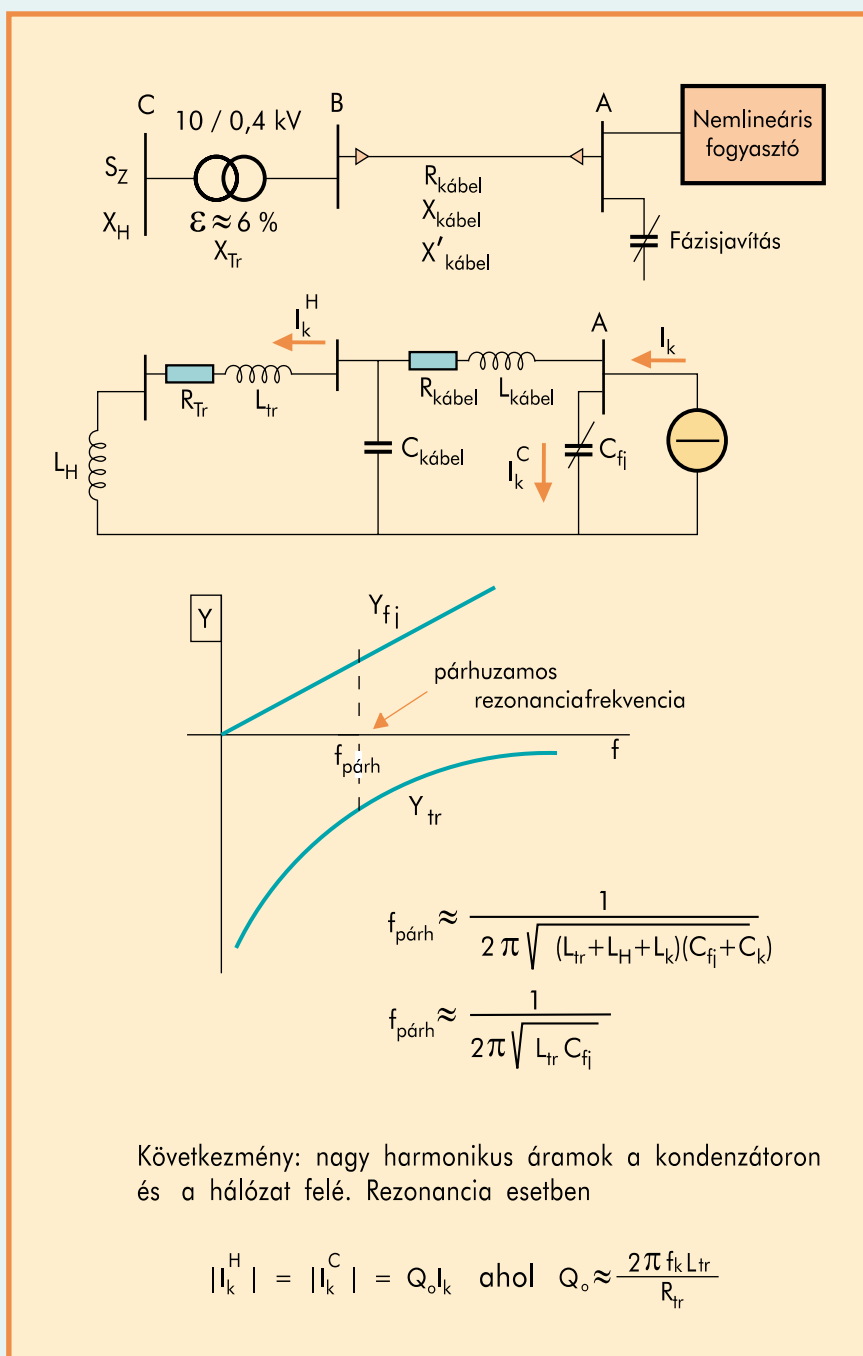 C
10 / 0,4 kV
B
A
Nemlineáris
fogyasztó
S_Z
X_H
ε ≈ 6 %
X_Tr
R_kábel
X_kábel
X′_kábel
Fázisjavítás
I_k^H
A
I_k
R_Tr
L_tr
R_kábel
L_kábel
L_H
C_kábel
I_k^C
C_fj
Y
Y_fj
párhuzamos
rezonanciafrekvencia
f_párh
f
Y_tr
f_párh ≈ 1 / 2π√(L_tr+L_H+L_k)(C_fj+C_k)
f_párh ≈ 1 / 2π√L_tr C_fj
Következmény: nagy harmonikus áramok a kondenzátoron
és a hálózat felé. Rezonancia esetben
|I_k^H| = |I_k^C| = Q_o I_k ahol Q_o ≈ 2π f_k L_tr / R_tr